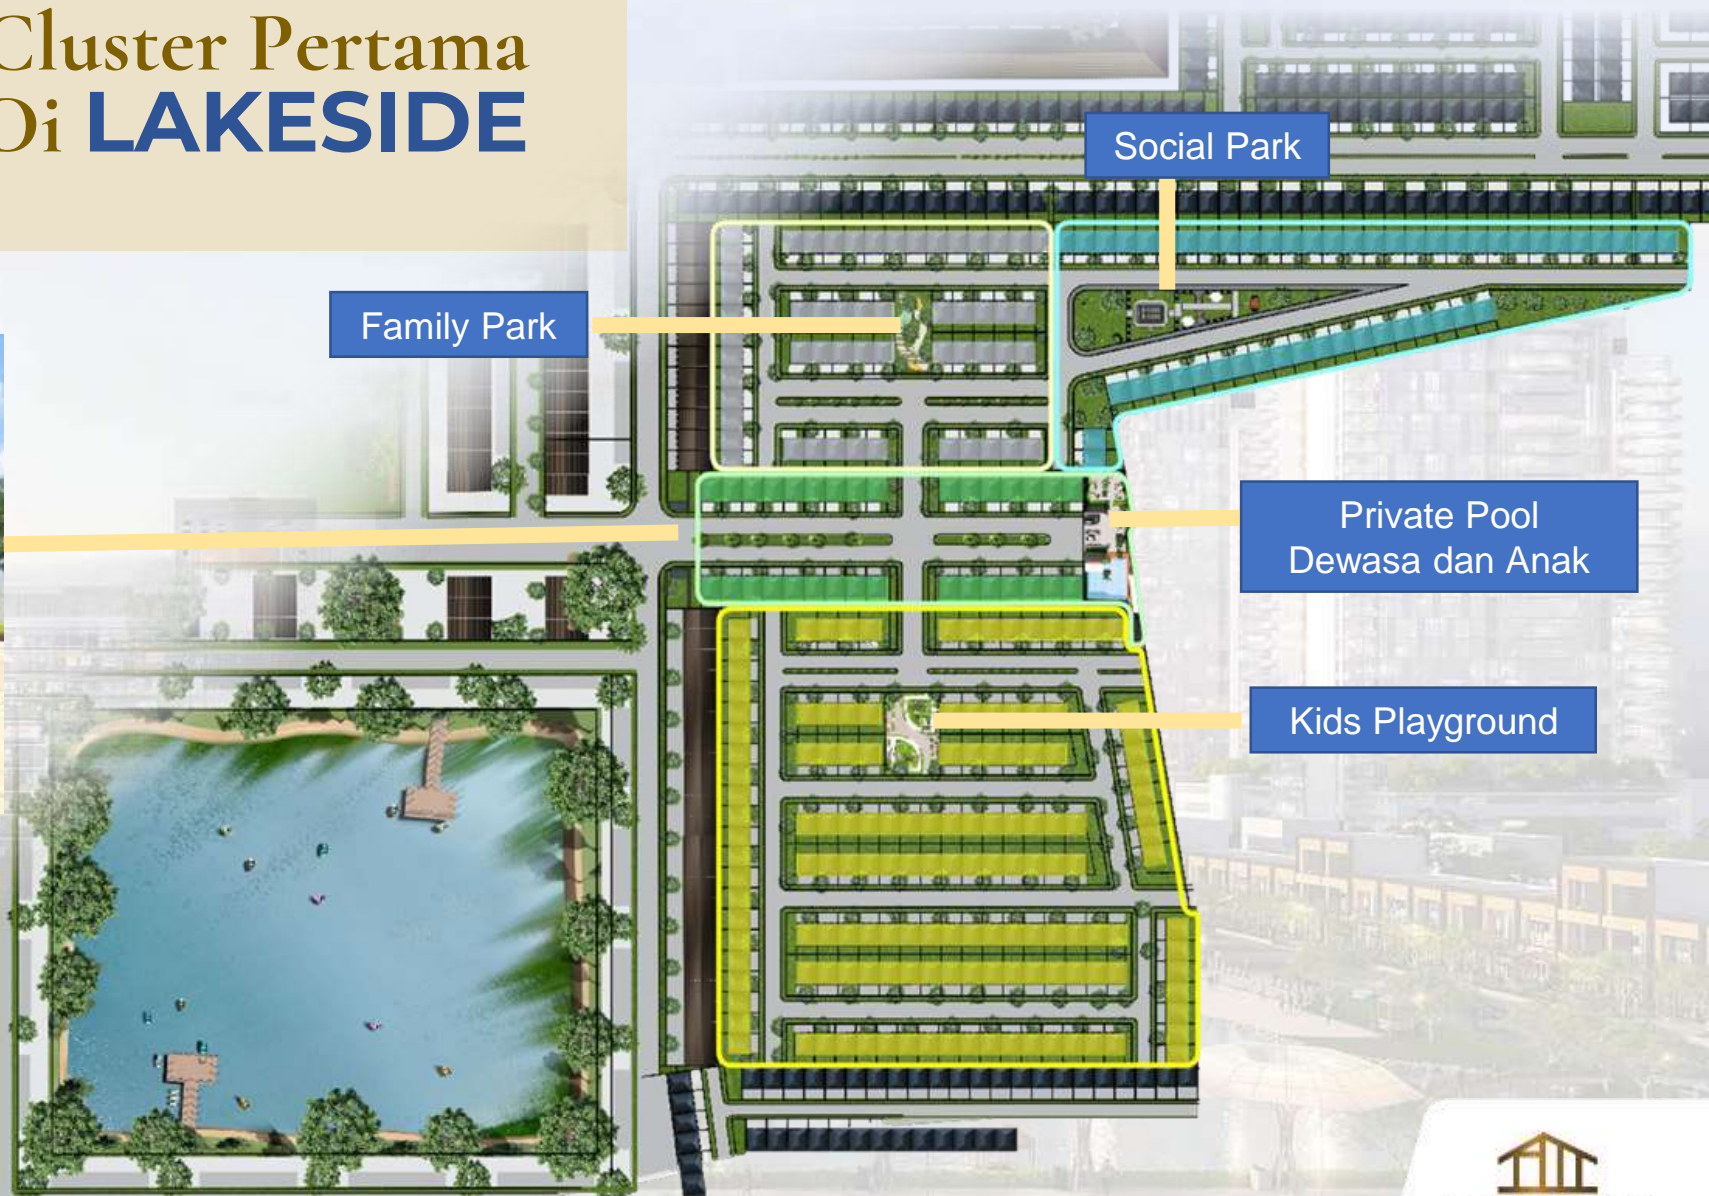 Cluster Pertama
Di LAKESIDE
Social Park
Family Park
Private Pool
Dewasa dan Anak
Kids Playground